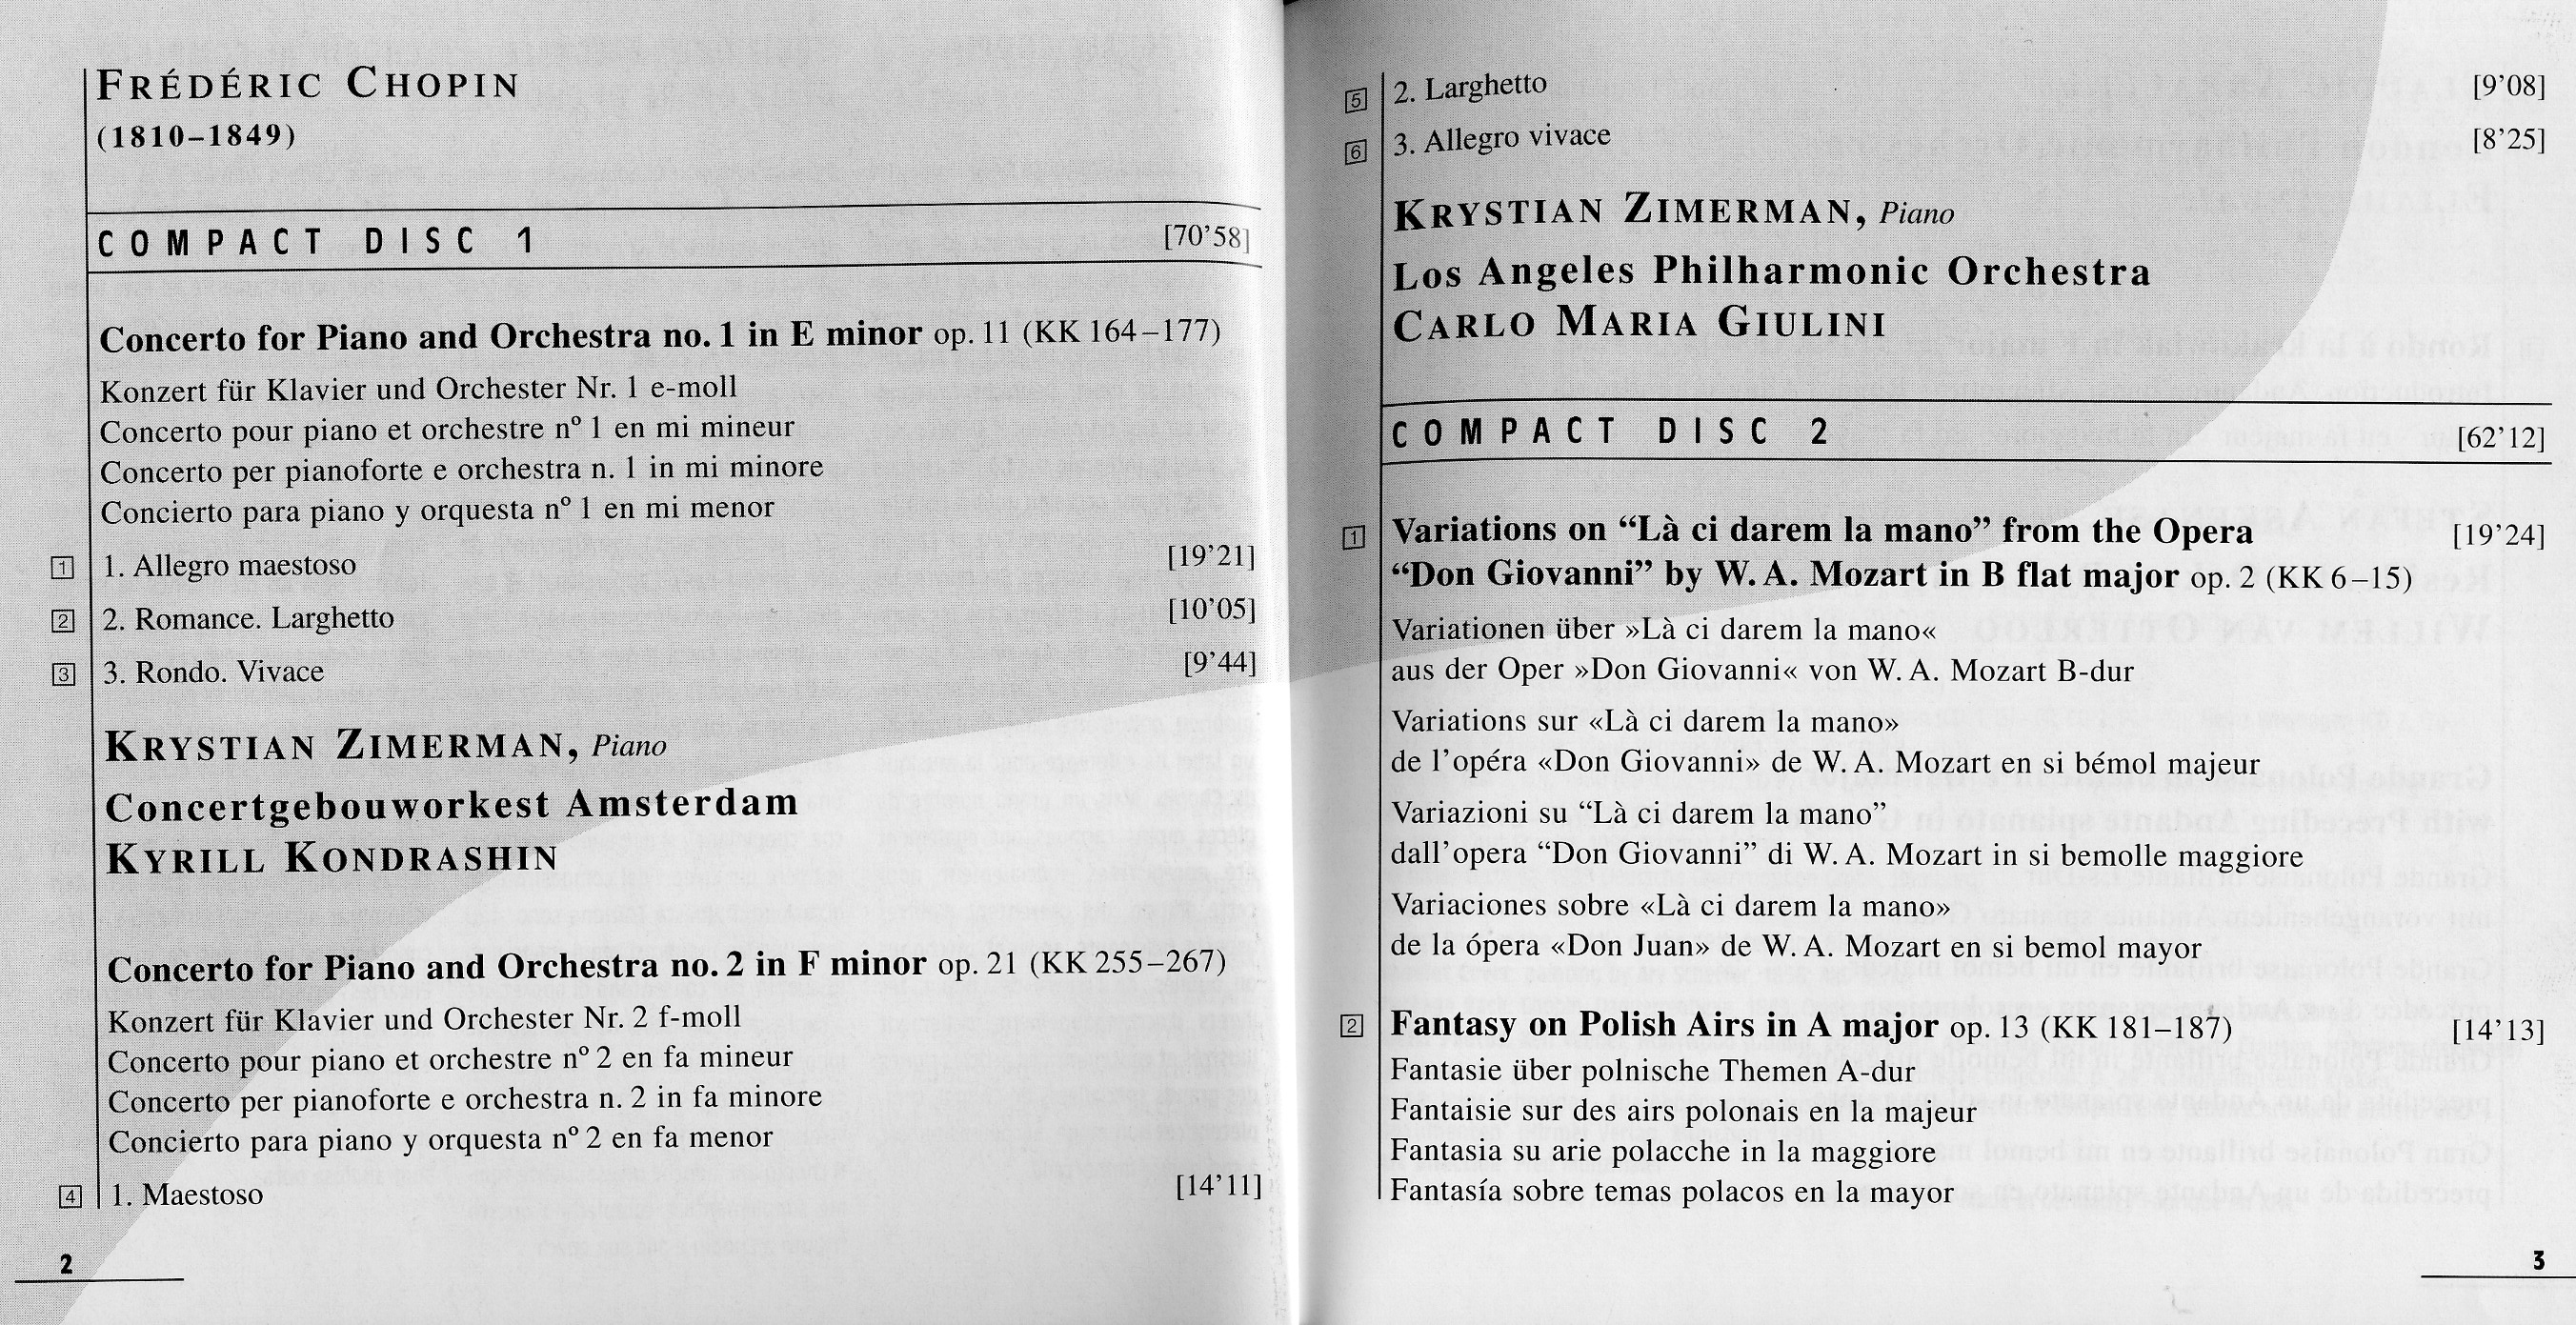 FRÉDÉRIC CHOPIN
(1810–1849)
COMPACT DISC 1 [70’58]
Concerto for Piano and Orchestra no. 1 in E minor op. 11 (KK 164–177)
Konzert für Klavier und Orchester Nr. 1 e-moll
Concerto pour piano et orchestre nº 1 en mi mineur
Concerto per pianoforte e orchestra n. 1 in mi minore
Concierto para piano y orquesta nº 1 en mi menor
1 1. Allegro maestoso [19’21]
2 2. Romance. Larghetto [10’05]
3 3. Rondo. Vivace [9’44]
KRYSTIAN ZIMERMAN, Piano
Concertgebouworkest Amsterdam
KYRILL KONDRASHIN
Concerto for Piano and Orchestra no. 2 in F minor op. 21 (KK 255–267)
Konzert für Klavier und Orchester Nr. 2 f-moll
Concerto pour piano et orchestre nº 2 en fa mineur
Concerto per pianoforte e orchestra n. 2 in fa minore
Concierto para piano y orquesta nº 2 en fa menor
4 1. Maestoso [14’11]
2
5 2. Larghetto [9’08]
6 3. Allegro vivace [8’25]
KRYSTIAN ZIMERMAN, Piano
Los Angeles Philharmonic Orchestra
CARLO MARIA GIULINI
COMPACT DISC 2 [62’12]
1 Variations on “Là ci darem la mano” from the Opera [19’24]
“Don Giovanni” by W. A. Mozart in B flat major op. 2 (KK 6–15)
Variationen über »Là ci darem la mano«
aus der Oper »Don Giovanni« von W. A. Mozart B-dur
Variations sur «Là ci darem la mano»
de l’opéra «Don Giovanni» de W. A. Mozart en si bémol majeur
Variazioni su “Là ci darem la mano”
dall’opera “Don Giovanni” di W. A. Mozart in si bemolle maggiore
Variaciones sobre «Là ci darem la mano»
de la ópera «Don Juan» de W. A. Mozart en si bemol mayor
2 Fantasy on Polish Airs in A major op. 13 (KK 181–187) [14’13]
Fantasie über polnische Themen A-dur
Fantaisie sur des airs polonais en la majeur
Fantasia su arie polacche in la maggiore
Fantasía sobre temas polacos en la mayor
3